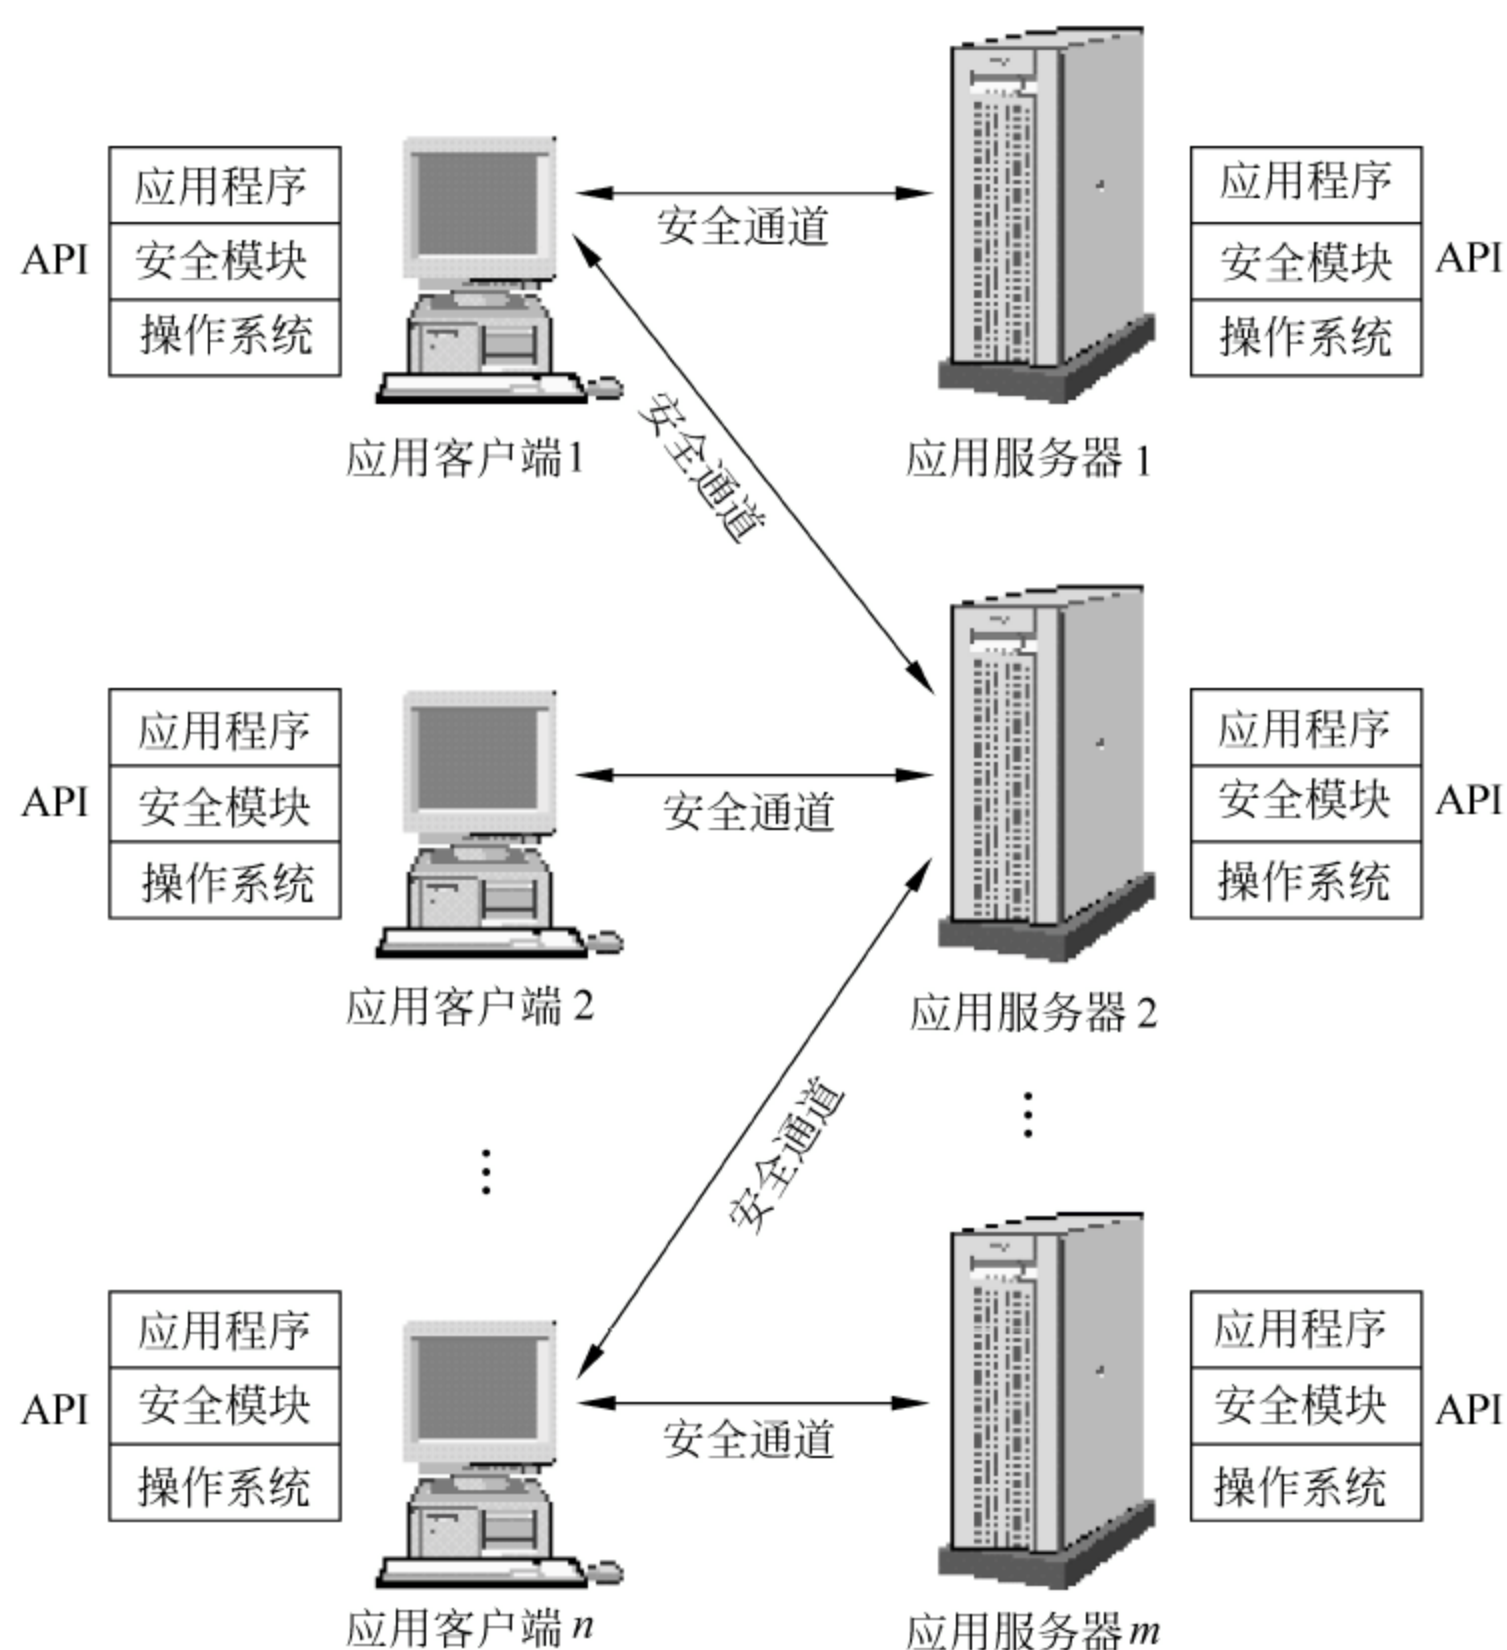 应用程序
API
安全模块
操作系统
应用客户端1
安全通道
应用程序
安全模块
API
操作系统
应用服务器 1
安全通道
应用程序
API
安全模块
操作系统
应用客户端 2
安全通道
应用程序
安全模块
API
操作系统
应用服务器 2
⋮
⋮
安全通道
应用程序
API
安全模块
操作系统
应用客户端 n
安全通道
应用程序
安全模块
API
操作系统
应用服务器 m